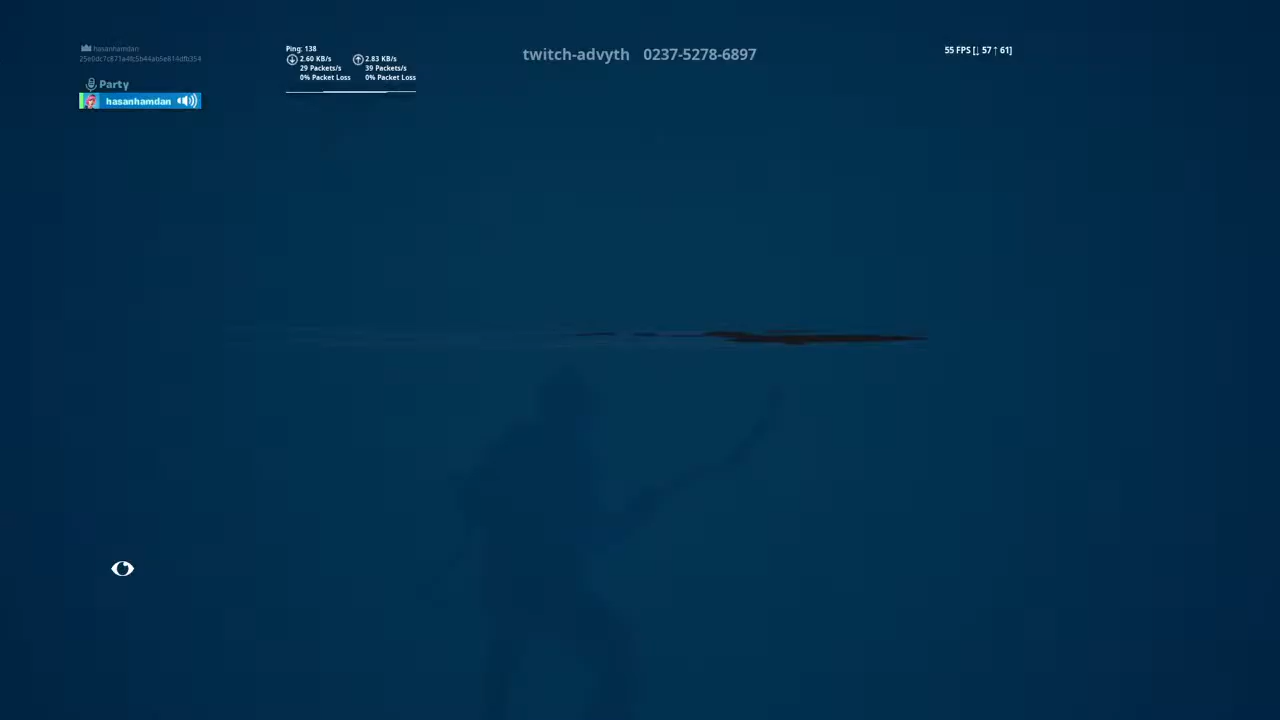 hasanhamdan
Party
hasanhamdan
Ping: 138
2.60 KB/s 2.83 KB/s
29 Packets/s 39 Packets/s
0% Packet Loss 0% Packet Loss
twitch-advyth 0237-5278-6897
55 FPS [↓ 57 ↑ 61]